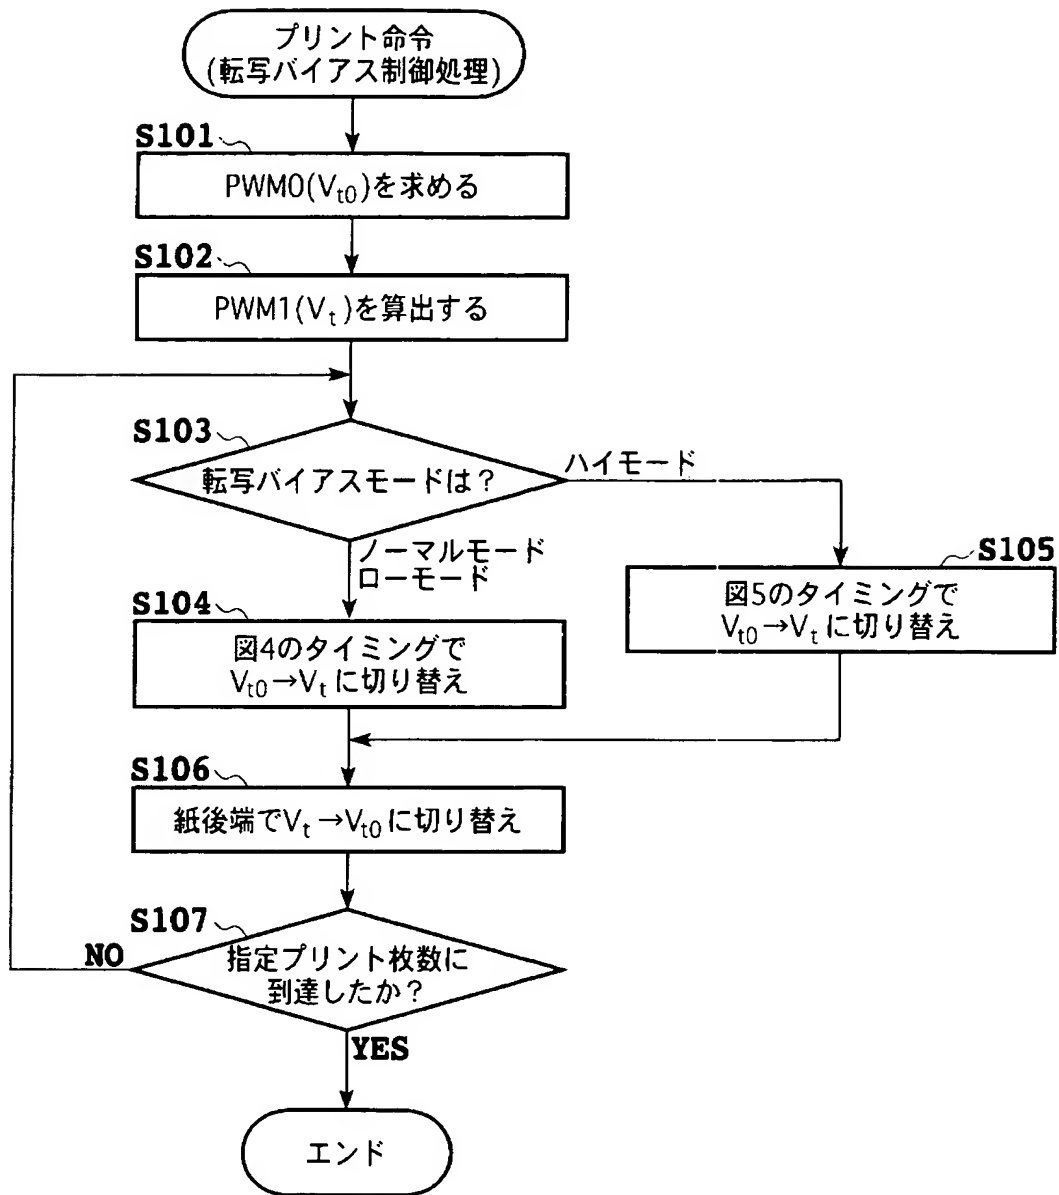 プリント命令
(転写バイアス制御処理)
S101
PWM0(Vt0)を求める
S102
PWM1(Vt)を算出する
S103
転写バイアスモードは？
ハイモード
ノーマルモード
ローモード
S104
図4のタイミングで
Vt0→Vtに切り替え
S105
図5のタイミングで
Vt0→Vtに切り替え
S106
紙後端でVt→Vt0に切り替え
S107
NO
指定プリント枚数に
到達したか？
YES
エンド